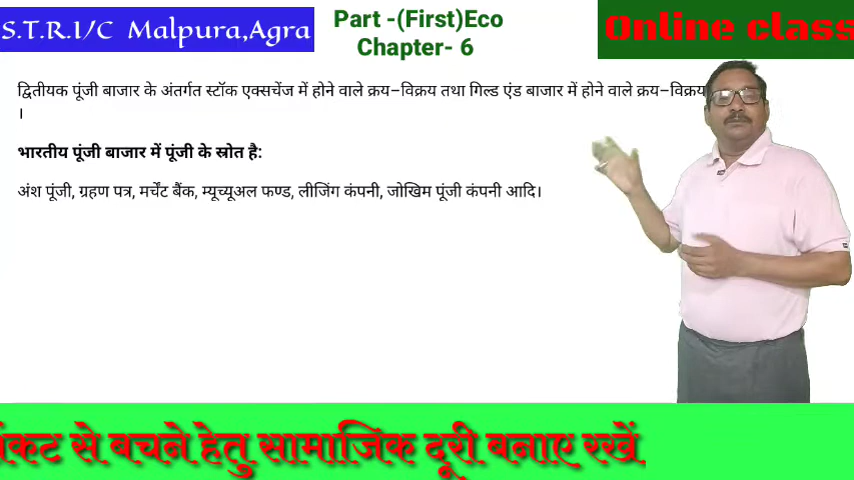 S.T.R.I/C Malpura,Agra
Part -(First)Eco
Chapter- 6
Online class
द्वितीयक पूंजी बाजार के अंतर्गत स्टॉक एक्सचेंज में होने वाले क्रय–विक्रय तथा गिल्ड एंड बाजार में होने वाले क्रय–विक्रय
।
भारतीय पूंजी बाजार में पूंजी के स्रोत है:
अंश पूंजी, ग्रहण पत्र, मर्चेंट बैंक, म्यूच्यूअल फण्ड, लीजिंग कंपनी, जोखिम पूंजी कंपनी आदि।
से बचने हेतु सामाजिक दूरी बनाए रखें